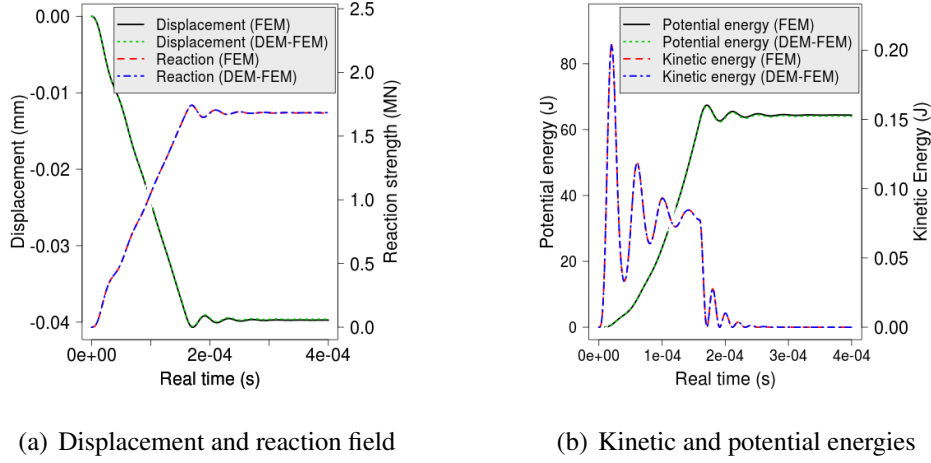 Displacement (FEM)
Displacement (DEM-FEM)
Reaction (FEM)
Reaction (DEM-FEM)
Displacement (mm)
0.00
-0.01
-0.02
-0.03
-0.04
Reaction strength (MN)
2.5
2.0
1.5
1.0
0.5
0.0
0e+00 2e-04 4e-04
Real time (s)
(a) Displacement and reaction field
Potential energy (FEM)
Potential energy (DEM-FEM)
Kinetic energy (FEM)
Kinetic energy (DEM-FEM)
Potential energy (J)
80
60
40
20
0
Kinetic Energy (J)
0.20
0.15
0.10
0.05
0.00
0e+00 1e-04 2e-04 3e-04 4e-04
Real time (s)
(b) Kinetic and potential energies